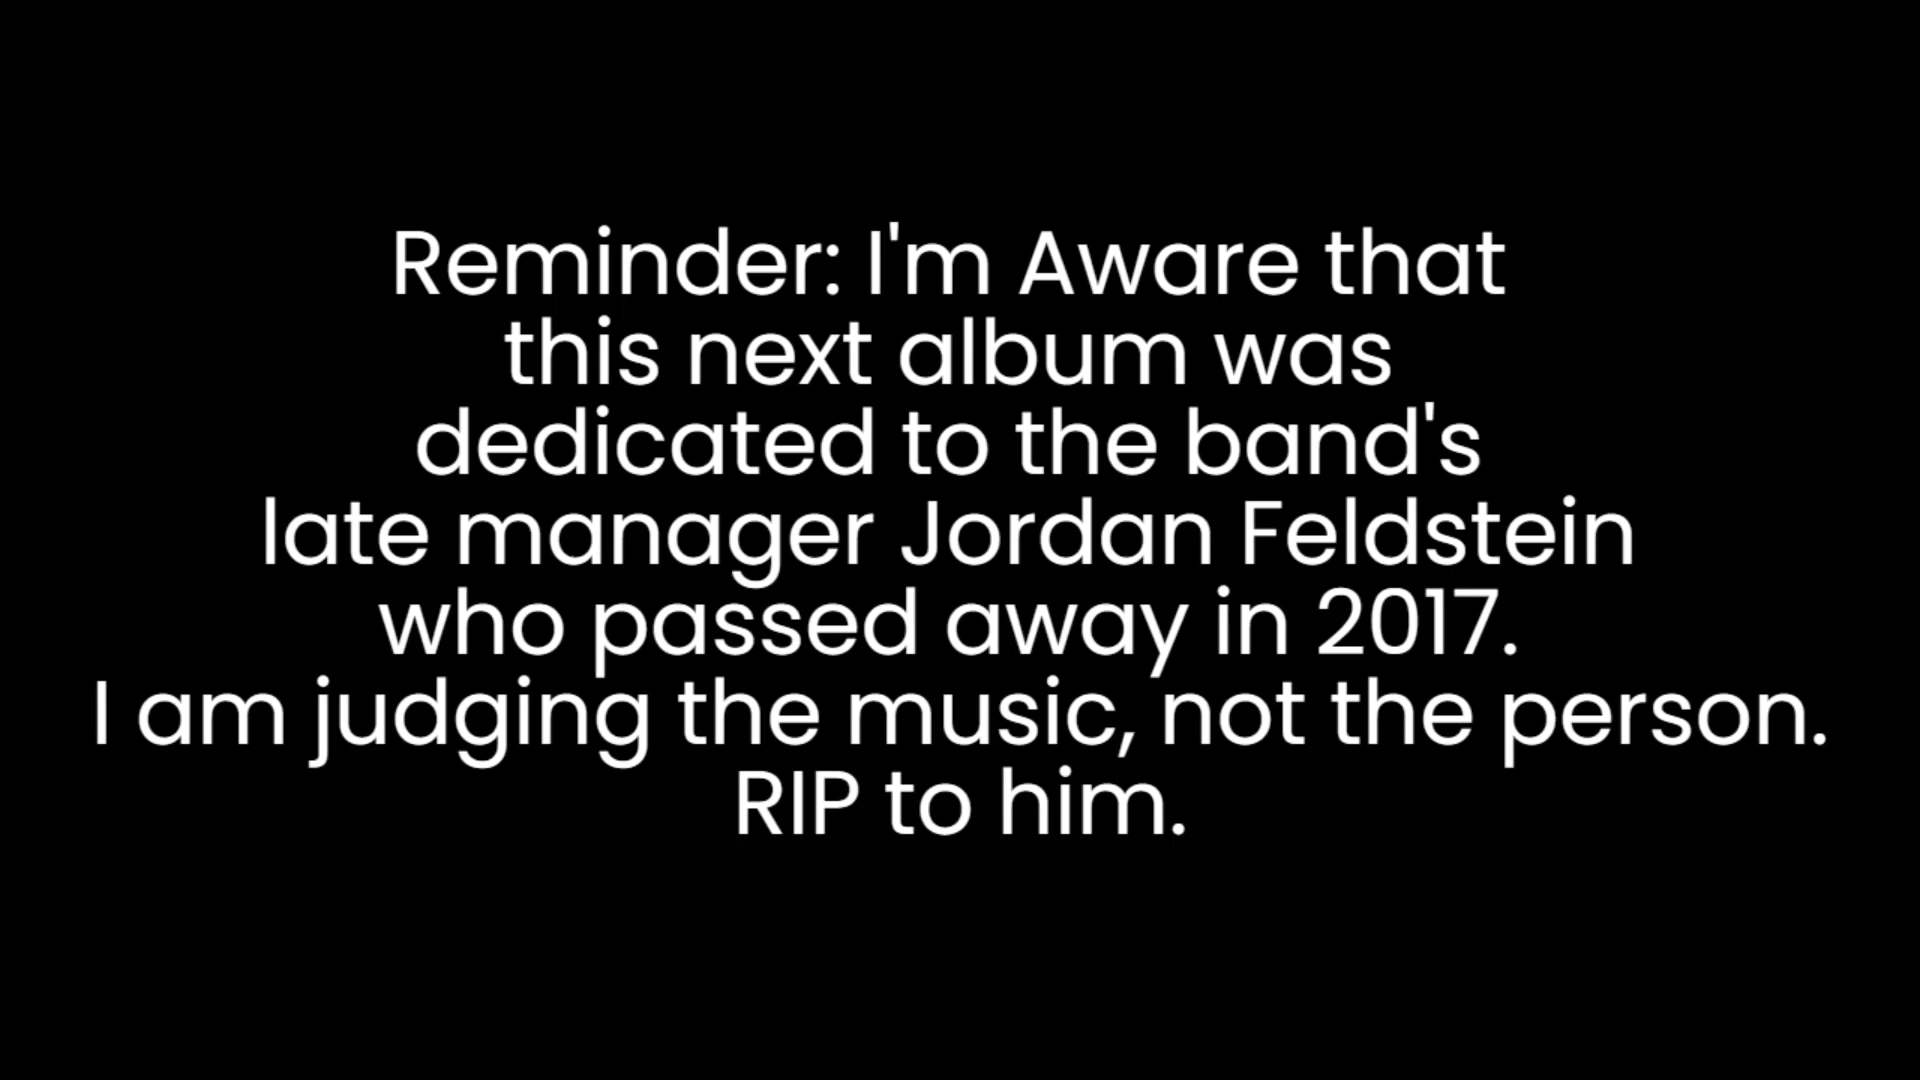 Reminder: I'm Aware that
this next album was
dedicated to the band's
late manager Jordan Feldstein
who passed away in 2017.
I am judging the music, not the person.
RIP to him.